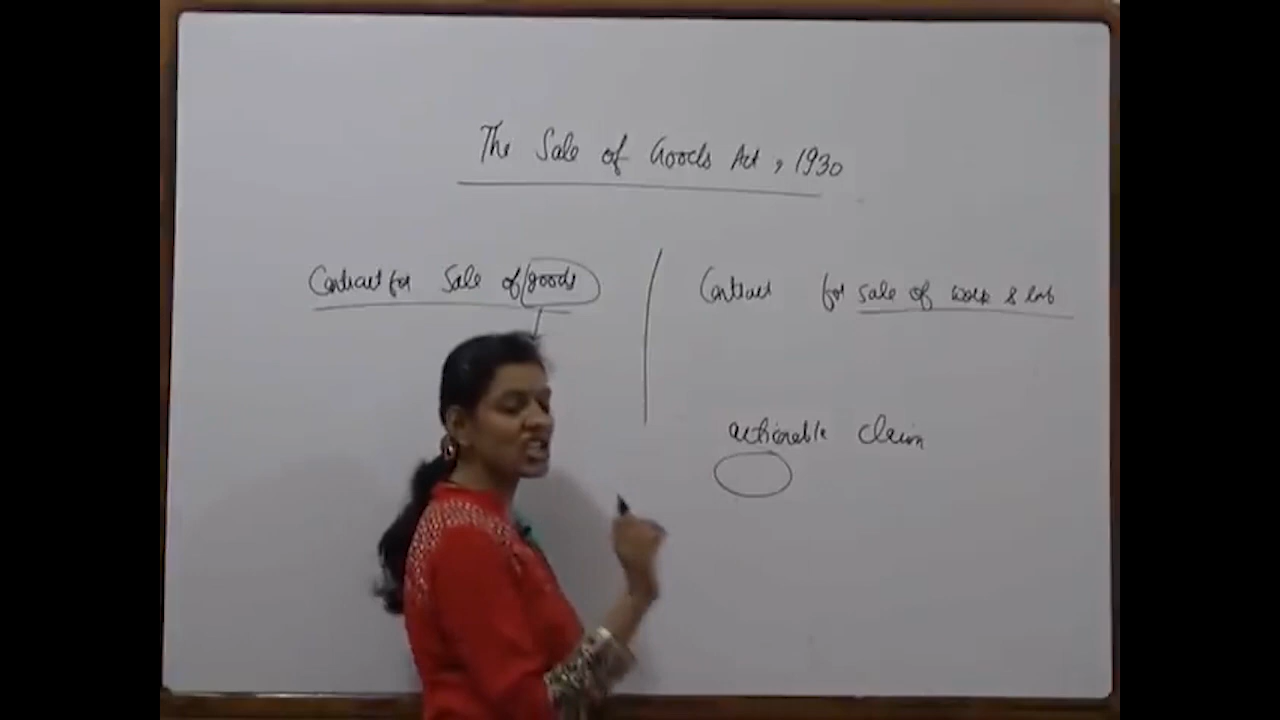 The Sale of Goods Act, 1930
Contract for Sale of goods
Contract for sale of work & lab
actionable claim